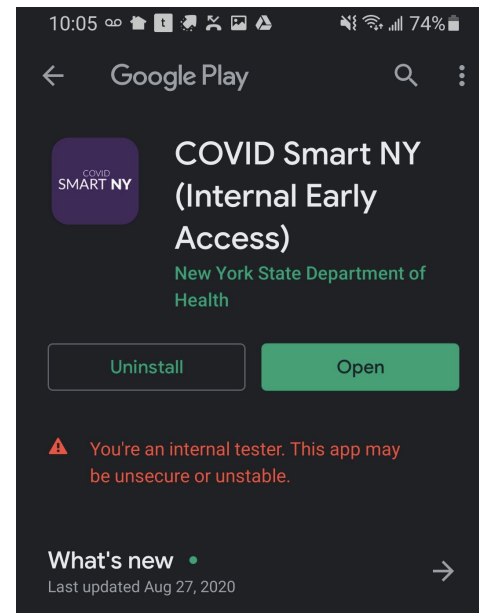 10:05 74%
Google Play
COVID
SMART NY
COVID Smart NY
(Internal Early
Access)
New York State Department of
Health
Uninstall Open
You're an internal tester. This app may
be unsecure or unstable.
What's new
Last updated Aug 27, 2020